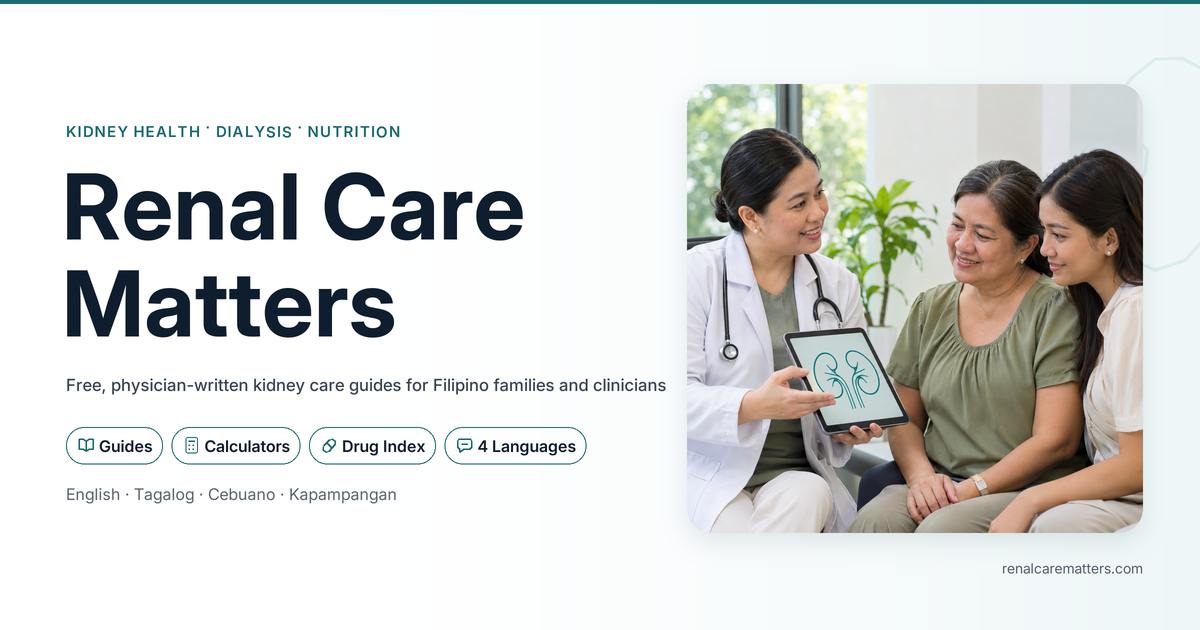 KIDNEY HEALTH · DIALYSIS · NUTRITION
Renal Care
Matters
Free, physician-written kidney care guides for Filipino families and clinicians
Guides
Calculators
Drug Index
4 Languages
English · Tagalog · Cebuano · Kapampangan
renalcarematters.com